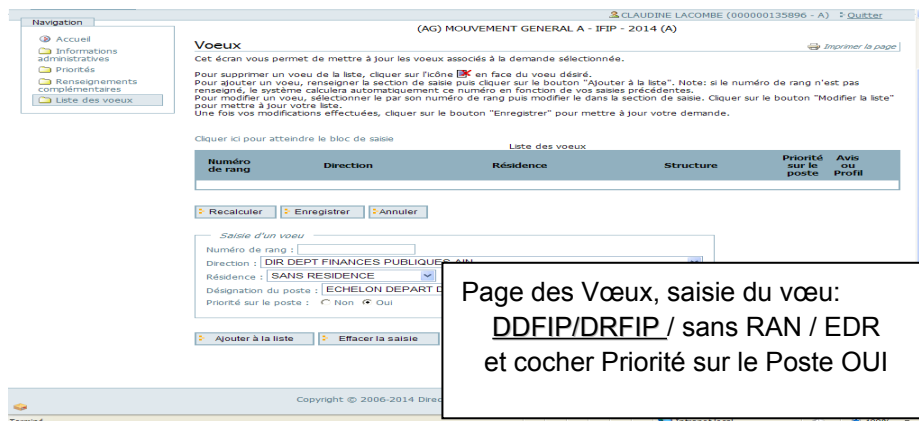 CLAUDINE LACOMBE (000000135896 - A) Quitter
Navigation
Accueil
Informations
administratives
Priorités
Renseignements
complémentaires
Liste des voeux
(AG) MOUVEMENT GENERAL A - IFIP - 2014 (A)
Voeux
Imprimer la page
Cet écran vous permet de mettre à jour les voeux associés à la demande sélectionnée.
Pour supprimer un voeu de la liste, cliquer sur l'icône en face du voeu désiré.
Pour ajouter un voeu, renseigner la section de saisie puis cliquer sur le bouton "Ajouter à la liste". Note: si le numéro de rang n'est pas
renseigné, le système calculera automatiquement ce numéro en fonction de vos saisies précédentes.
Pour modifier un voeu, sélectionner le par son numéro de rang puis modifier le dans la section de saisie. Cliquer sur le bouton "Modifier la liste"
pour mettre à jour votre liste.
Une fois vos modifications effectuées, cliquer sur le bouton "Enregistrer" pour mettre à jour votre demande.
Cliquer ici pour atteindre le bloc de saisie
Liste des voeux
Numéro de rang Direction Résidence Structure Priorité sur le poste Avis ou Profil
Recalculer Enregistrer Annuler
Saisie d'un voeu
Numéro de rang :
Direction : DIR DEPT FINANCES PUBLIQUES AIN
Résidence : SANS RESIDENCE
Désignation du poste : ECHELON DEPART D
Priorité sur le poste : Non Oui
Ajouter à la liste Effacer la saisie
Page des Vœux, saisie du vœu:
DDFIP/DRFIP / sans RAN / EDR
et cocher Priorité sur le Poste OUI
Copyright © 2006-2014 Direc